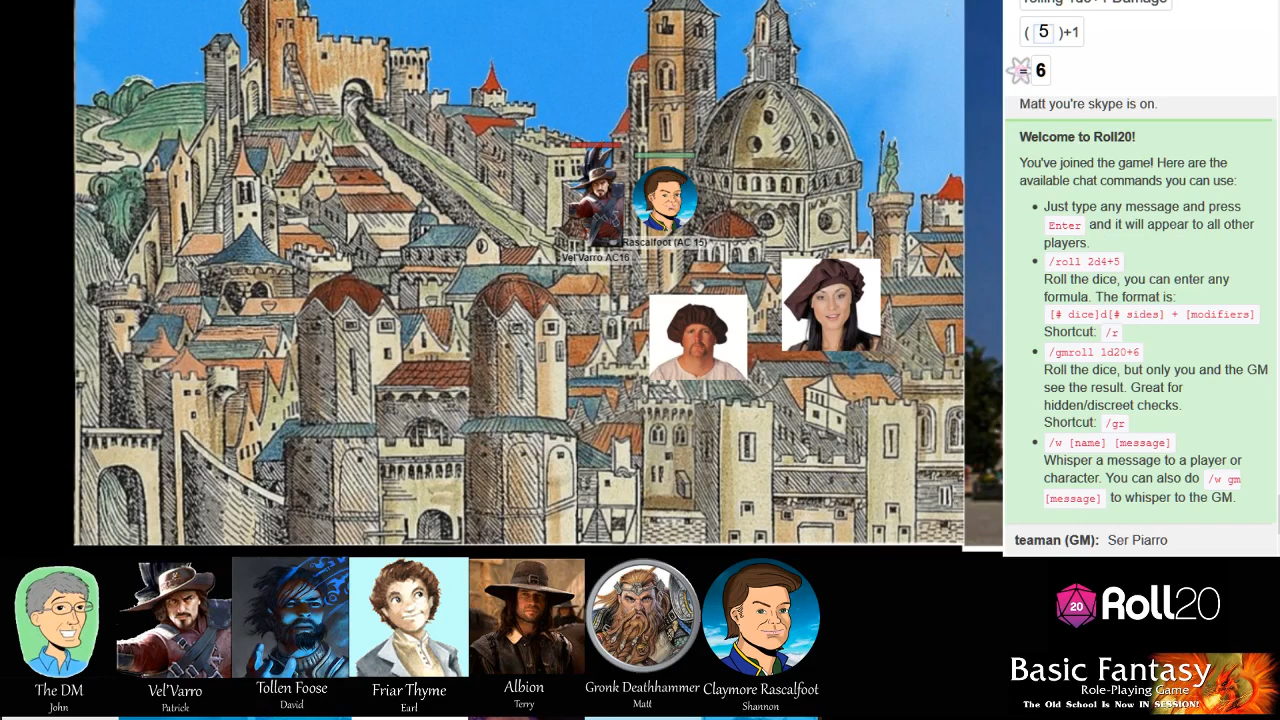 Rolling 1d6+1 Damage
( 5 )+1
= 6
Matt you're skype is on.
Welcome to Roll20!
You've joined the game! Here are the
available chat commands you can use:
• Just type any message and press
Enter and it will appear to all other
players.
• /roll 2d4+5
Roll the dice, you can enter any
formula. The format is:
[# dice]d[# sides] + [modifiers]
Shortcut: /r
• /gmroll 1d20+6
Roll the dice, but only you and the GM
see the result. Great for
hidden/discreet checks.
Shortcut: /gr
• /w [name] [message]
Whisper a message to a player or
character. You can also do /w gm
[message] to whisper to the GM.
teaman (GM): Ser Piarro
Rascalfoot (AC 15)
Vel'Varro AC16
The DM
John
Vel'Varro
Patrick
Tollen Foose
David
Friar Thyme
Earl
Albion
Terry
Gronk Deathhammer
Matt
Claymore Rascalfoot
Shannon
20 Roll20
Basic Fantasy
Role-Playing Game
The Old School Is Now IN SESSION!